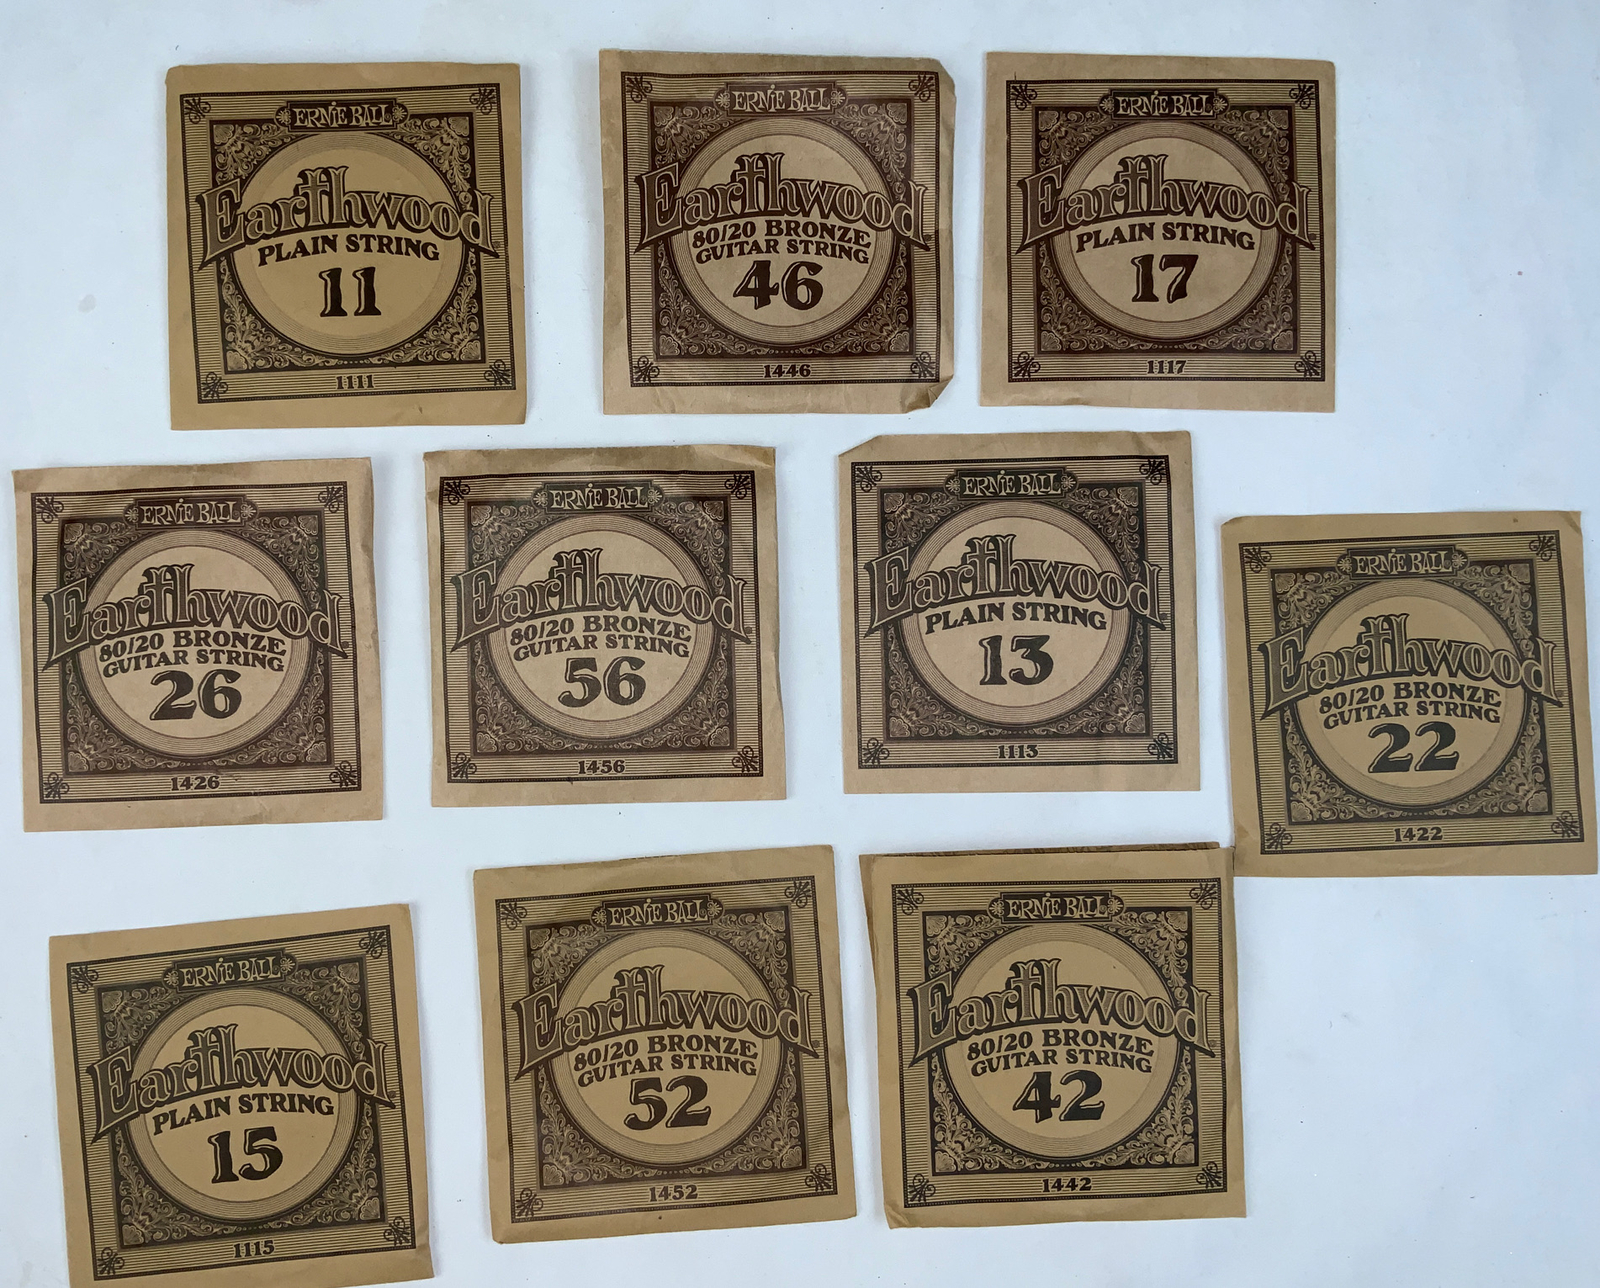 ERNIE BALL
Earthwood
PLAIN STRING
11
1111
ERNIE BALL
Earthwood
80/20 BRONZE
GUITAR STRING
46
1446
ERNIE BALL
Earthwood
PLAIN STRING
17
1117
ERNIE BALL
Earthwood
80/20 BRONZE
GUITAR STRING
26
1426
ERNIE BALL
Earthwood
80/20 BRONZE
GUITAR STRING
56
1456
ERNIE BALL
Earthwood
PLAIN STRING
13
1113
ERNIE BALL
Earthwood
80/20 BRONZE
GUITAR STRING
22
1422
ERNIE BALL
Earthwood
PLAIN STRING
15
1115
ERNIE BALL
Earthwood
80/20 BRONZE
GUITAR STRING
52
1452
ERNIE BALL
Earthwood
80/20 BRONZE
GUITAR STRING
42
1442